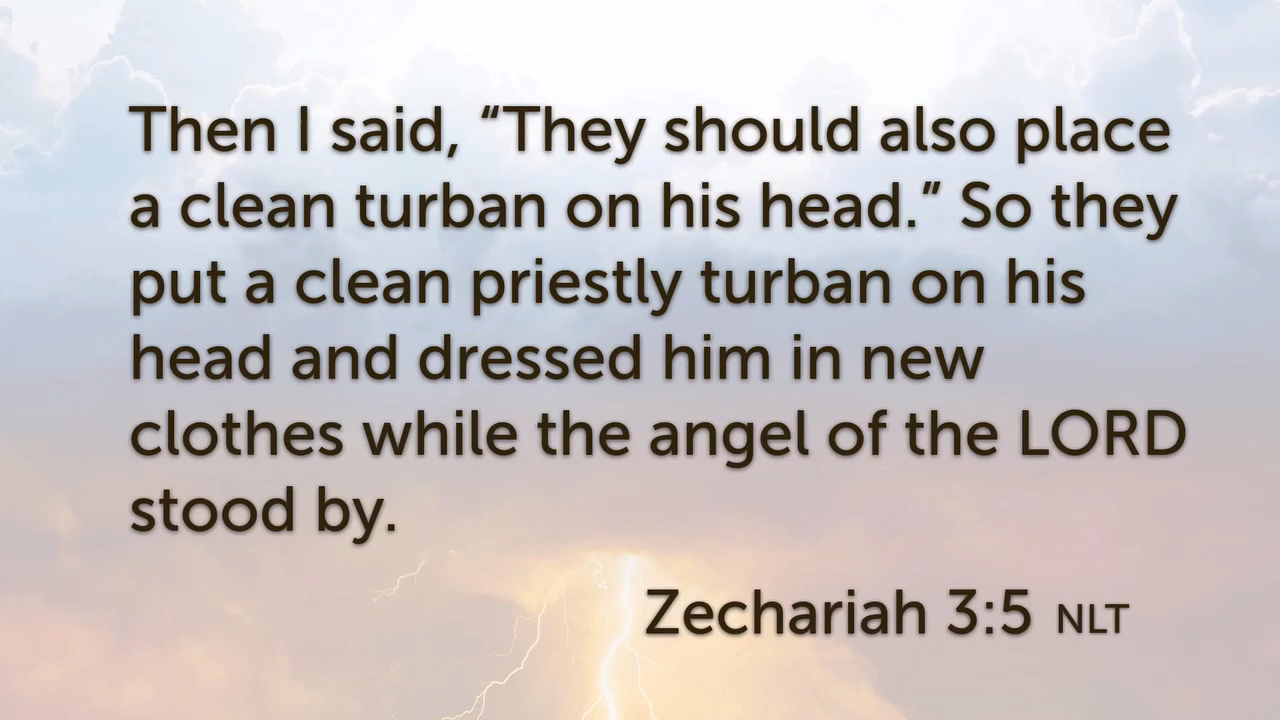 Then I said, “They should also place
a clean turban on his head.” So they
put a clean priestly turban on his
head and dressed him in new
clothes while the angel of the LORD
stood by.
Zechariah 3:5 NLT